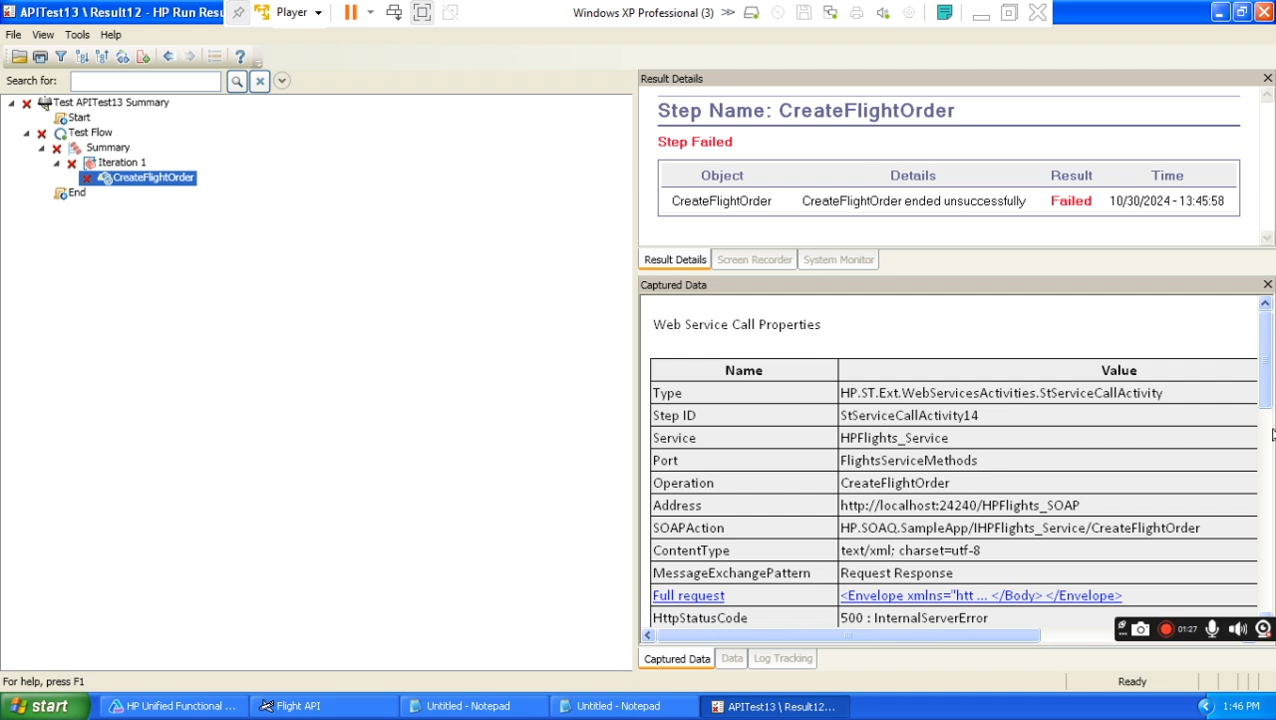 APITest13 \ Result12 - HP Run Resu
Player
Windows XP Professional (3)
File View Tools Help
Search for:
Test APITest13 Summary
Start
Test Flow
Summary
Iteration 1
CreateFlightOrder
End
Result Details
Step Name: CreateFlightOrder
Step Failed
Object Details Result Time
CreateFlightOrder CreateFlightOrder ended unsuccessfully Failed 10/30/2024 - 13:45:58
Result Details Screen Recorder System Monitor
Captured Data
Web Service Call Properties
Name Value
Type HP.ST.Ext.WebServicesActivities.StServiceCallActivity
Step ID StServiceCallActivity14
Service HPFlights_Service
Port FlightsServiceMethods
Operation CreateFlightOrder
Address http://localhost:24240/HPFlights_SOAP
SOAPAction HP.SOAQ.SampleApp/IHPFlights_Service/CreateFlightOrder
ContentType text/xml; charset=utf-8
MessageExchangePattern Request Response
Full request <Envelope xmlns="htt ... </Body> </Envelope>
HttpStatusCode 500 : InternalServerError
01:27
Captured Data Data Log Tracking
For help, press F1
Ready
start HP Unified Functional ... Flight API Untitled - Notepad Untitled - Notepad APITest13 \ Result12... 1:46 PM